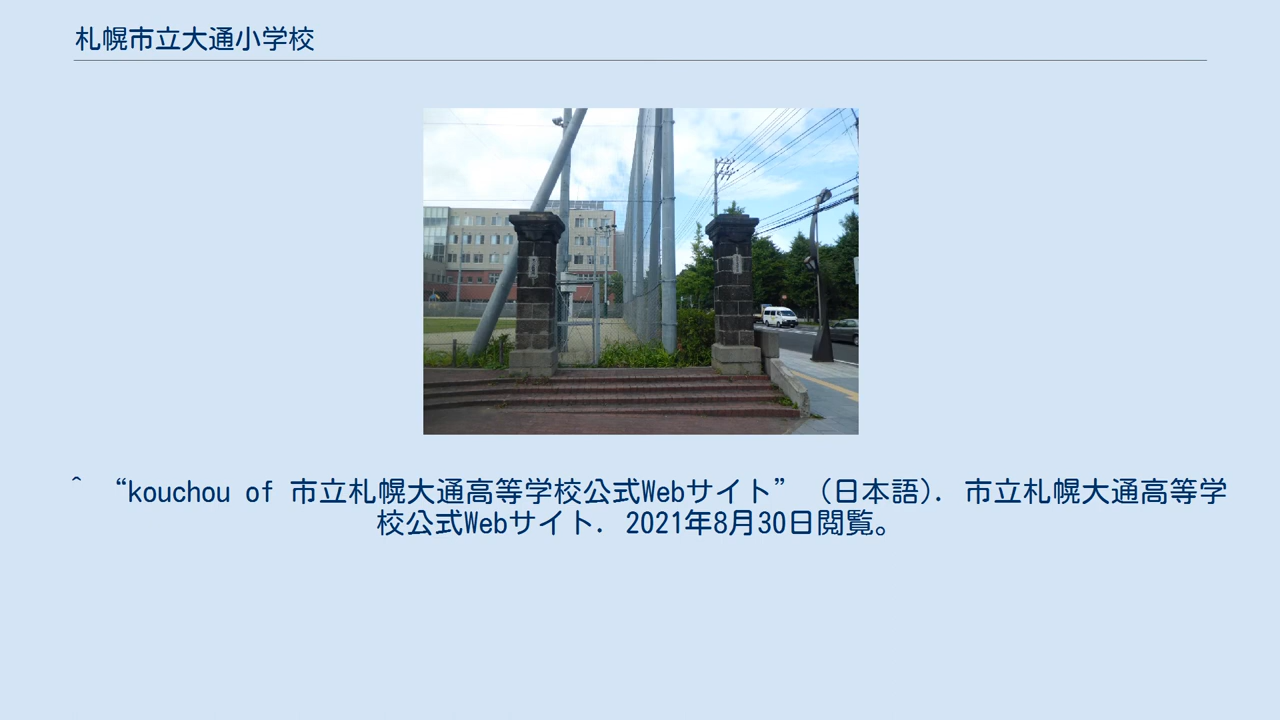 札幌市立大通小学校
^ “kouchou of 市立札幌大通高等学校公式Webサイト” (日本語). 市立札幌大通高等学
校公式Webサイト. 2021年8月30日閲覧。